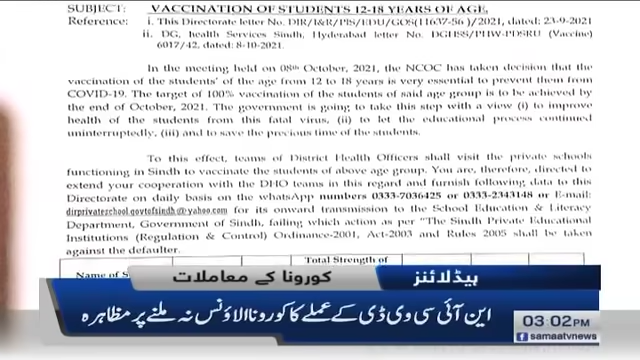 SUBJECT: VACCINATION OF STUDENTS 12-18 YEARS OF AGE.
Reference: i. This Directorate letter No. DIR/I&R/PIS/EDU/GOS(11637-56 )/2021, dated: 23-9-2021
ii. DG, health Services Sindh, Hyderabad letter No. DGHSS/PHW-PDSRU (Vaccine)
6017/42, dated: 8-10-2021.
In the meeting held on 08th October, 2021, the NCOC has taken decision that the
vaccination of the students' of the age from 12 to 18 years is very essential to prevent them from
COVID-19. The target of 100% vaccination of the students of said age group is to be achieved by
the end of October, 2021. The government is going to take this step with a view (i) to improve
health of the students from this fatal virus, (ii) to let the educational process continued
uninterruptedly, (iii) and to save the precious time of the students.
To this effect, teams of District Health Officers shall visit the private schools
functioning in Sindh to vaccinate the students of above age group. You are, therefore, directed to
extend your cooperation with the DHO teams in this regard and furnish following data to this
Directorate on daily basis on the whatsApp numbers 0333-7036425 or 0333-2343148 or E-mail:
dirprivateschool.govtofsindh@yahoo.com for its onward transmission to the School Education & Literacy
Department, Government of Sindh, failing which action as per "The Sindh Private Educational
Institutions (Regulation & Control) Ordinance-2001, Act-2003 and Rules 2005 shall be taken
against the defaulter.
Total Strength of
Name of S
کورونا کے معاملات
ہیڈلائنز
این آئی سی وی ڈی کے عملے کا کورونا الاؤنس نہ ملنے پر مظاہرہ
03:02PM
samaatvnews